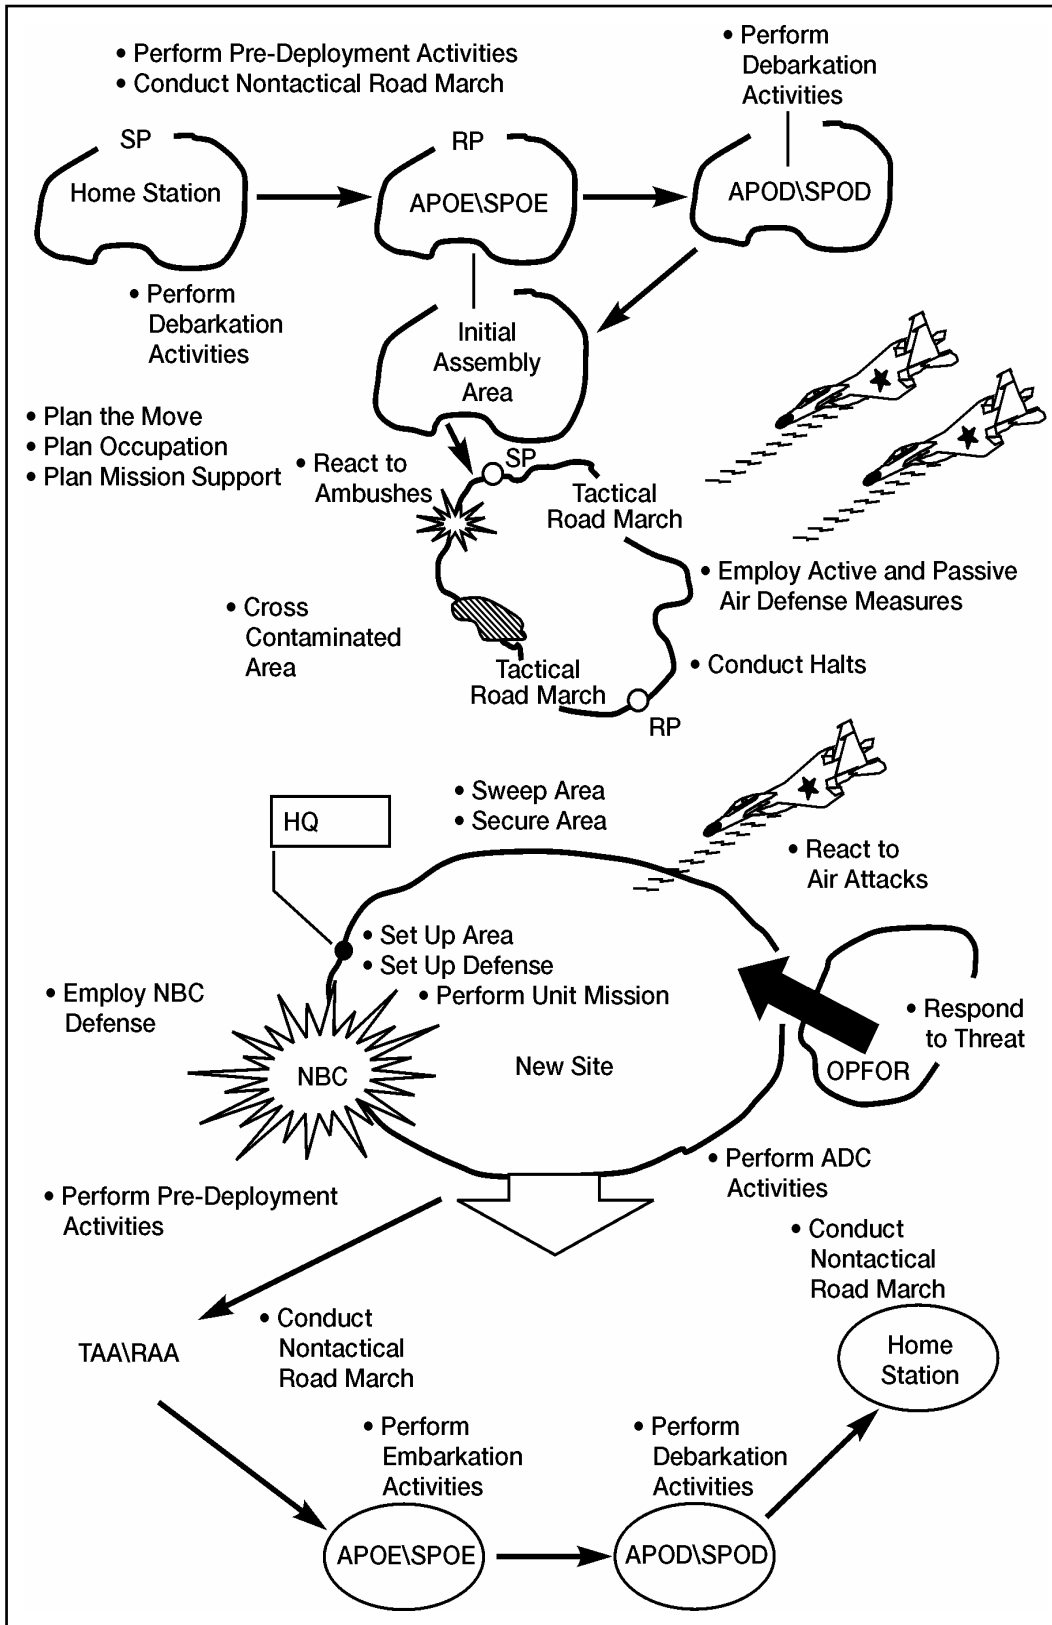 • Perform Pre-Deployment Activities
• Conduct Nontactical Road March
• Perform
Debarkation
Activities
SP
Home Station
RP
APOE\SPOE
APOD\SPOD
• Perform
Debarkation
Activities
Initial
Assembly
Area
• Plan the Move
• Plan Occupation
• Plan Mission Support
• React to
Ambushes
SP
Tactical
Road March
• Employ Active and Passive
Air Defense Measures
• Cross
Contaminated
Area
Tactical
Road March
• Conduct Halts
RP
• Sweep Area
• Secure Area
HQ
• React to
Air Attacks
• Set Up Area
• Set Up Defense
• Perform Unit Mission
• Employ NBC
Defense
• Respond
to Threat
NBC
New Site
OPFOR
• Perform ADC
Activities
• Perform Pre-Deployment
Activities
• Conduct
Nontactical
Road March
TAA\RAA
• Conduct
Nontactical
Road March
Home
Station
• Perform
Embarkation
Activities
• Perform
Debarkation
Activities
APOE\SPOE
APOD\SPOD